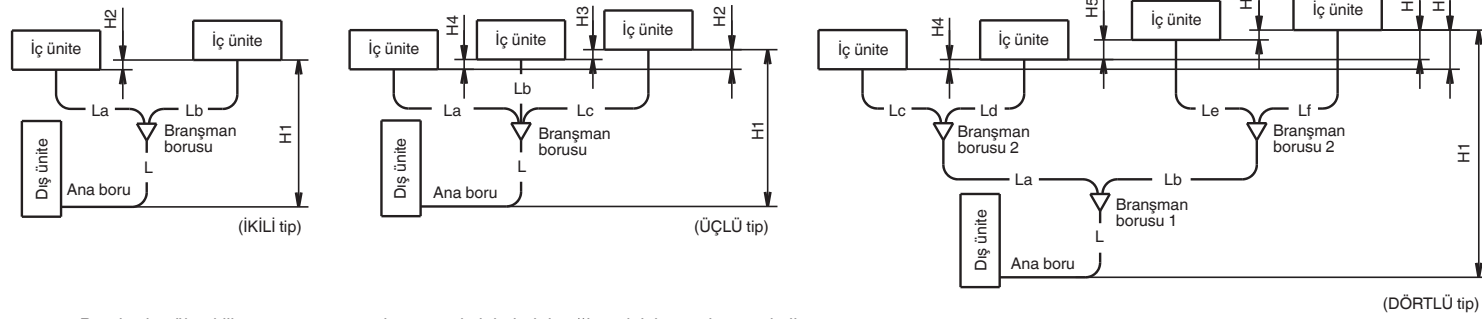 H2
İç ünite
İç ünite
La
Lb
Branşman
borusu
H1
Dış ünite
L
Ana boru
(İKİLİ tip)
H4
H3
H2
İç ünite
İç ünite
İç ünite
Lb
La
Lc
Branşman
borusu
H1
Dış ünite
L
Ana boru
(ÜÇLÜ tip)
H4
H5
İç ünite
İç ünite
İç ünite
İç ünite
Lc
Ld
Le
Lf
Branşman
borusu 2
Branşman
borusu 2
H1
La
Lb
Branşman
borusu 1
Dış ünite
L
Ana boru
(DÖRTLÜ tip)